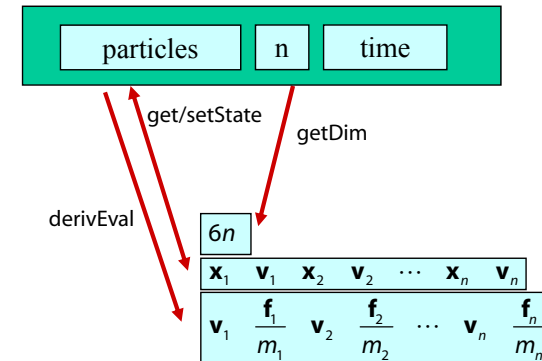 particles n time
get/setState
getDim
derivEval
6n
x₁ v₁ x₂ v₂ ⋯ xₙ vₙ
v₁ f₁/m₁ v₂ f₂/m₂ ⋯ vₙ fₙ/mₙ